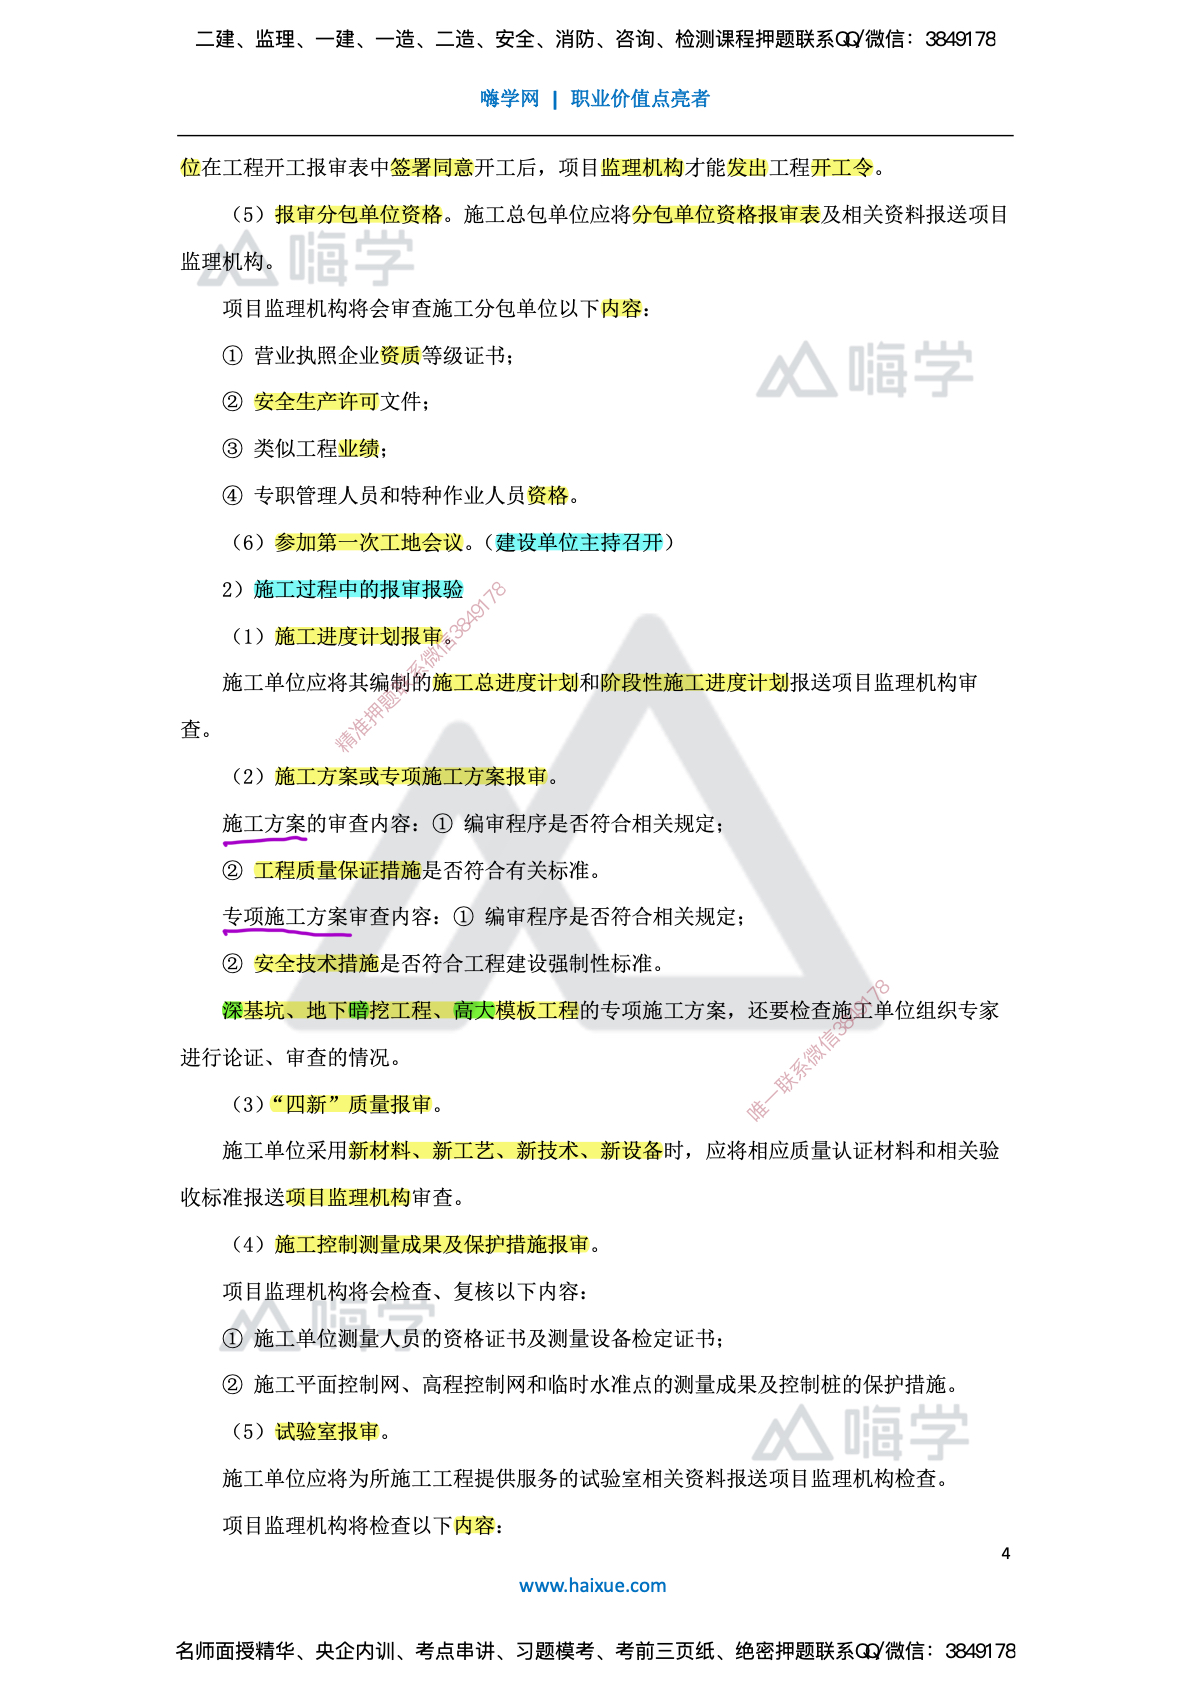 二建、监理、一建、一造、二造、安全、消防、咨询、检测课程押题联系QQ/微信：3849178
嗨学网 | 职业价值点亮者
位在工程开工报审表中签署同意开工后，项目监理机构才能发出工程开工令。
（5）报审分包单位资格。施工总包单位应将分包单位资格报审表及相关资料报送项目
监理机构。
嗨学
项目监理机构将会审查施工分包单位以下内容：
① 营业执照企业资质等级证书；
嗨学
② 安全生产许可文件；
③ 类似工程业绩；
④ 专职管理人员和特种作业人员资格。
（6）参加第一次工地会议。（建设单位主持召开）
2）施工过程中的报审报验
（1）施工进度计划报审。
精准押题联系微信3849178
施工单位应将其编制的施工总进度计划和阶段性施工进度计划报送项目监理机构审
查。
（2）施工方案或专项施工方案报审。
施工方案的审查内容：① 编审程序是否符合相关规定；
② 工程质量保证措施是否符合有关标准。
专项施工方案审查内容：① 编审程序是否符合相关规定；
② 安全技术措施是否符合工程建设强制性标准。
深基坑、地下暗挖工程、高大模板工程的专项施工方案，还要检查施工单位组织专家
进行论证、审查的情况。
唯一联系微信3849178
（3）“四新”质量报审。
施工单位采用新材料、新工艺、新技术、新设备时，应将相应质量认证材料和相关验
收标准报送项目监理机构审查。
（4）施工控制测量成果及保护措施报审。
项目监理机构将会检查、复核以下内容：
嗨学
① 施工单位测量人员的资格证书及测量设备检定证书；
② 施工平面控制网、高程控制网和临时水准点的测量成果及控制桩的保护措施。
（5）试验室报审。
嗨学
施工单位应将为所施工工程提供服务的试验室相关资料报送项目监理机构检查。
项目监理机构将检查以下内容：
4
www.haixue.com
名师面授精华、央企内训、考点串讲、习题模考、考前三页纸、绝密押题联系QQ/微信：3849178